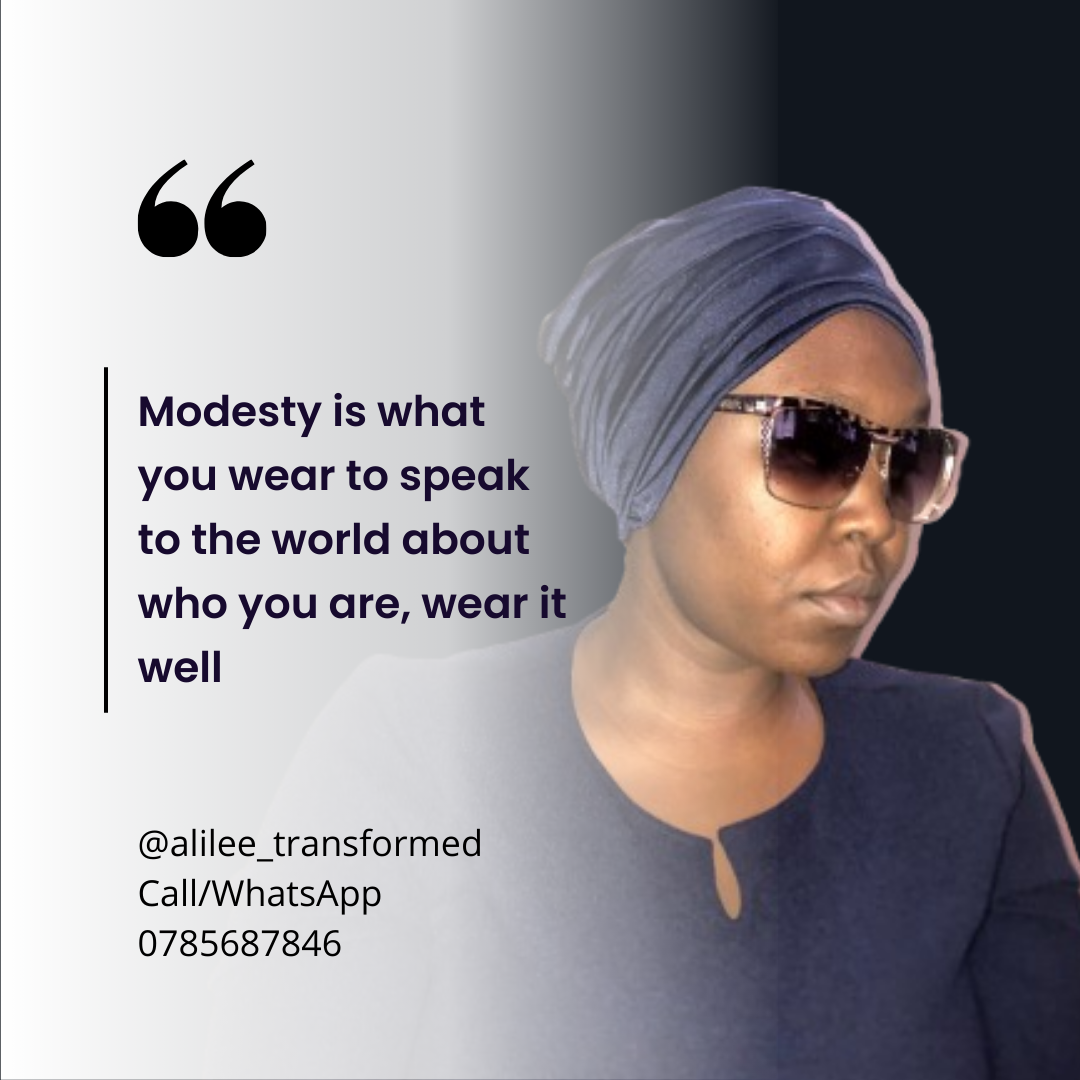 Modesty is what
you wear to speak
to the world about
who you are, wear it
well
@alilee_transformed
Call/WhatsApp
0785687846